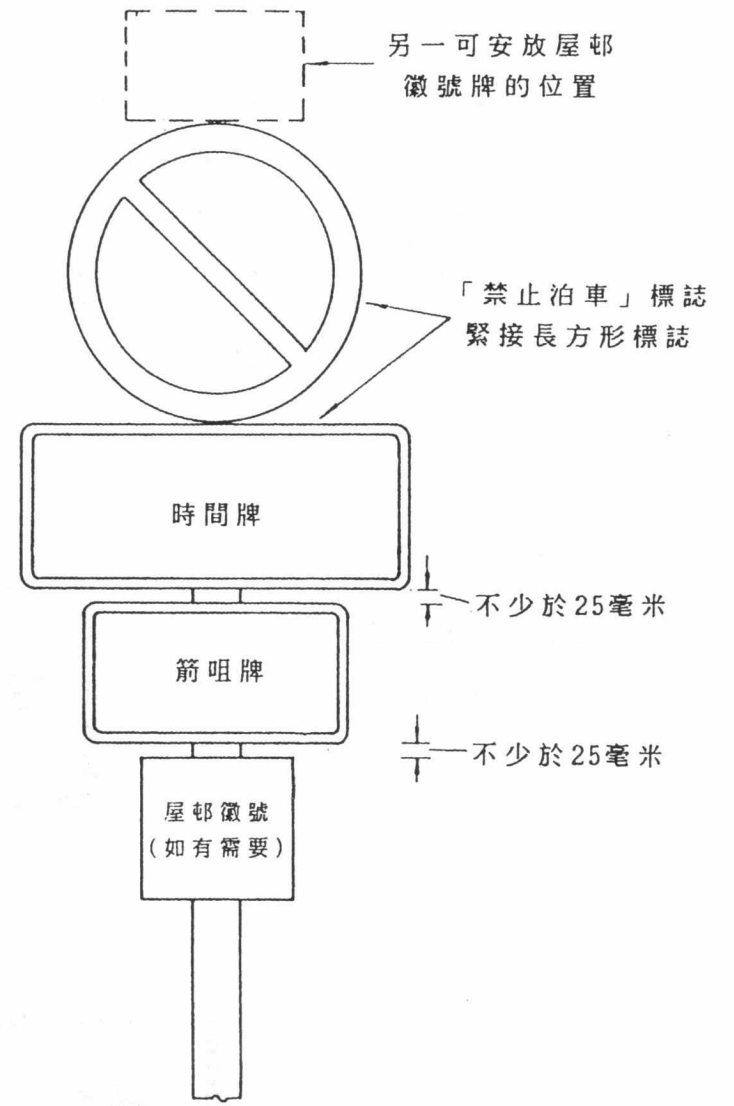 另一可安放屋邨
徽號牌的位置
「禁止泊車」標誌
緊接長方形標誌
時間牌
不少於25毫米
箭咀牌
不少於25毫米
屋邨徽號
(如有需要)